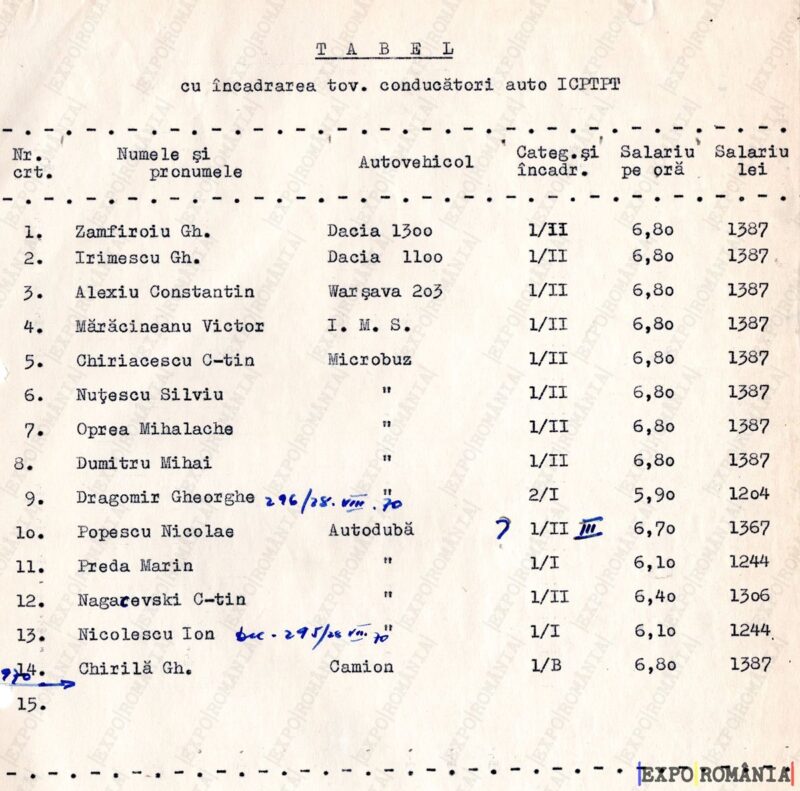 T A B E L
cu încadrarea tov. conducători auto ICPTPT
Nr. crt. Numele şi pronumele Autovehicol Categ.şi încadr. Salariu pe oră Salariu lei
1. Zamfiroiu Gh. Dacia 13oo 1/II 6,8o 1387
2. Irimescu Gh. Dacia 11oo 1/II 6,8o 1387
3. Alexiu Constantin Warşava 2o3 1/II 6,8o 1387
4. Mărăcineanu Victor I. M. S. 1/II 6,8o 1387
5. Chiriacescu C-tin Microbuz 1/II 6,8o 1387
6. Nuţescu Silviu " 1/II 6,8o 1387
7. Oprea Mihalache " 1/II 6,8o 1387
8. Dumitru Mihai " 1/II 6,8o 1387
9. Dragomir Gheorghe 296/28.VIII.70 " 2/I 5,9o 12o4
1o. Popescu Nicolae Autodubă ? 1/II III 6,7o 1367
11. Preda Marin " 1/I 6,1o 1244
12. Nagacevski C-tin " 1/II 6,4o 13o6
13. Nicolescu Ion dec. 295/28 VIII.70 " 1/I 6,1o 1244
14. Chirilă Gh. Camion 1/B 6,8o 1387
15.
EXPO ROMÂNIA